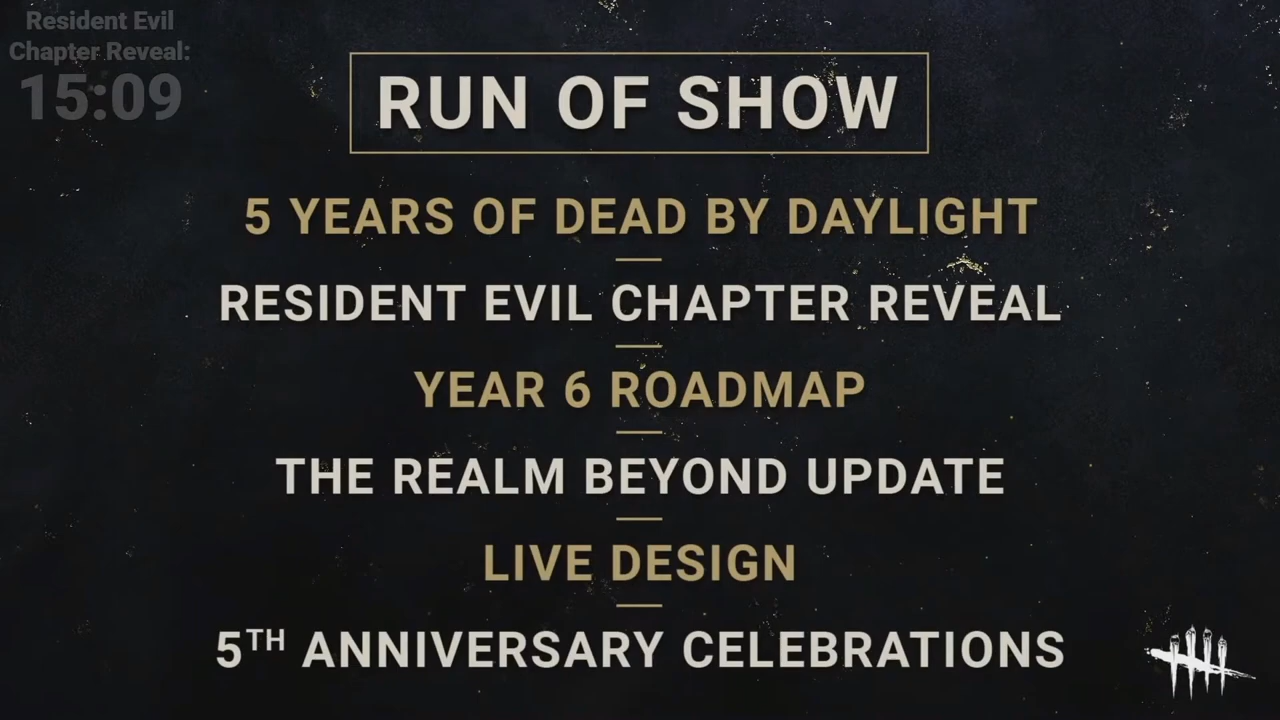 Resident Evil
Chapter Reveal:
15:09
RUN OF SHOW
5 YEARS OF DEAD BY DAYLIGHT
RESIDENT EVIL CHAPTER REVEAL
YEAR 6 ROADMAP
THE REALM BEYOND UPDATE
LIVE DESIGN
5TH ANNIVERSARY CELEBRATIONS